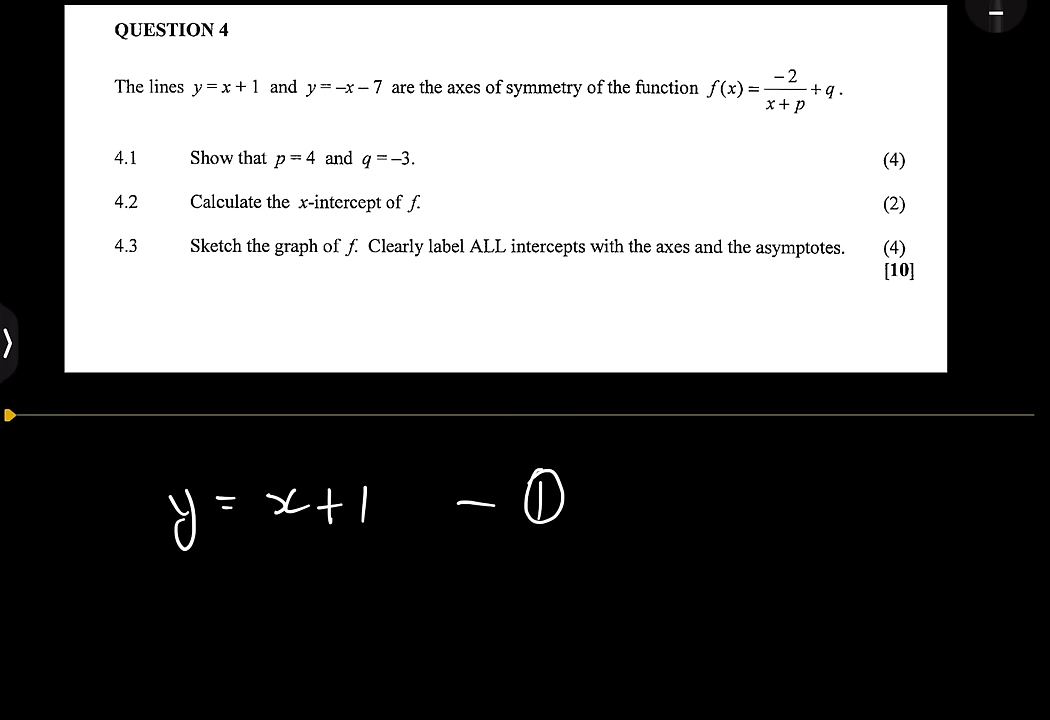 QUESTION 4
The lines y = x + 1 and y = –x – 7 are the axes of symmetry of the function f(x) = –2/(x + p) + q.
4.1 Show that p = 4 and q = –3. (4)
4.2 Calculate the x-intercept of f. (2)
4.3 Sketch the graph of f. Clearly label ALL intercepts with the axes and the asymptotes. (4)
[10]
y = x + 1 – ①